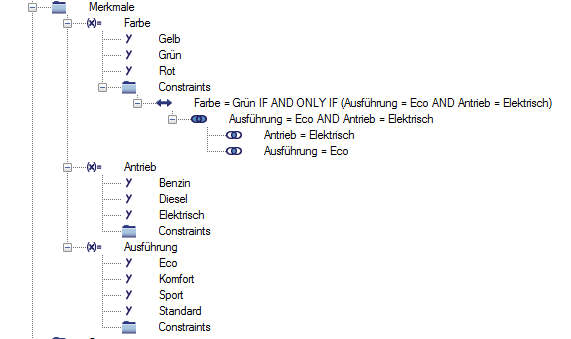 Merkmale
Farbe
Gelb
Grün
Rot
Constraints
Farbe = Grün IF AND ONLY IF (Ausführung = Eco AND Antrieb = Elektrisch)
Ausführung = Eco AND Antrieb = Elektrisch
Antrieb = Elektrisch
Ausführung = Eco
Antrieb
Benzin
Diesel
Elektrisch
Constraints
Ausführung
Eco
Komfort
Sport
Standard
Constraints